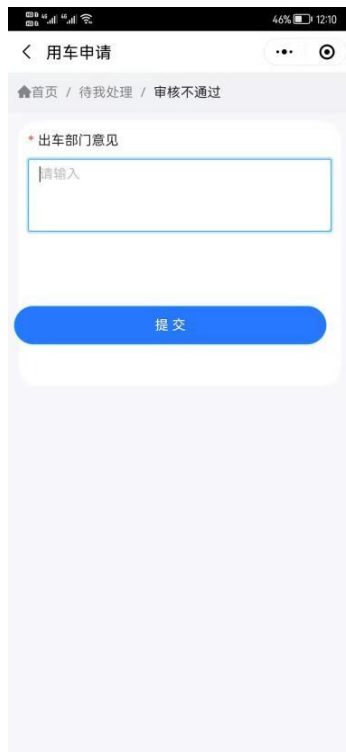 46% 12:10
用车申请
首页 / 待我处理 / 审核不通过
* 出车部门意见
请输入
提交